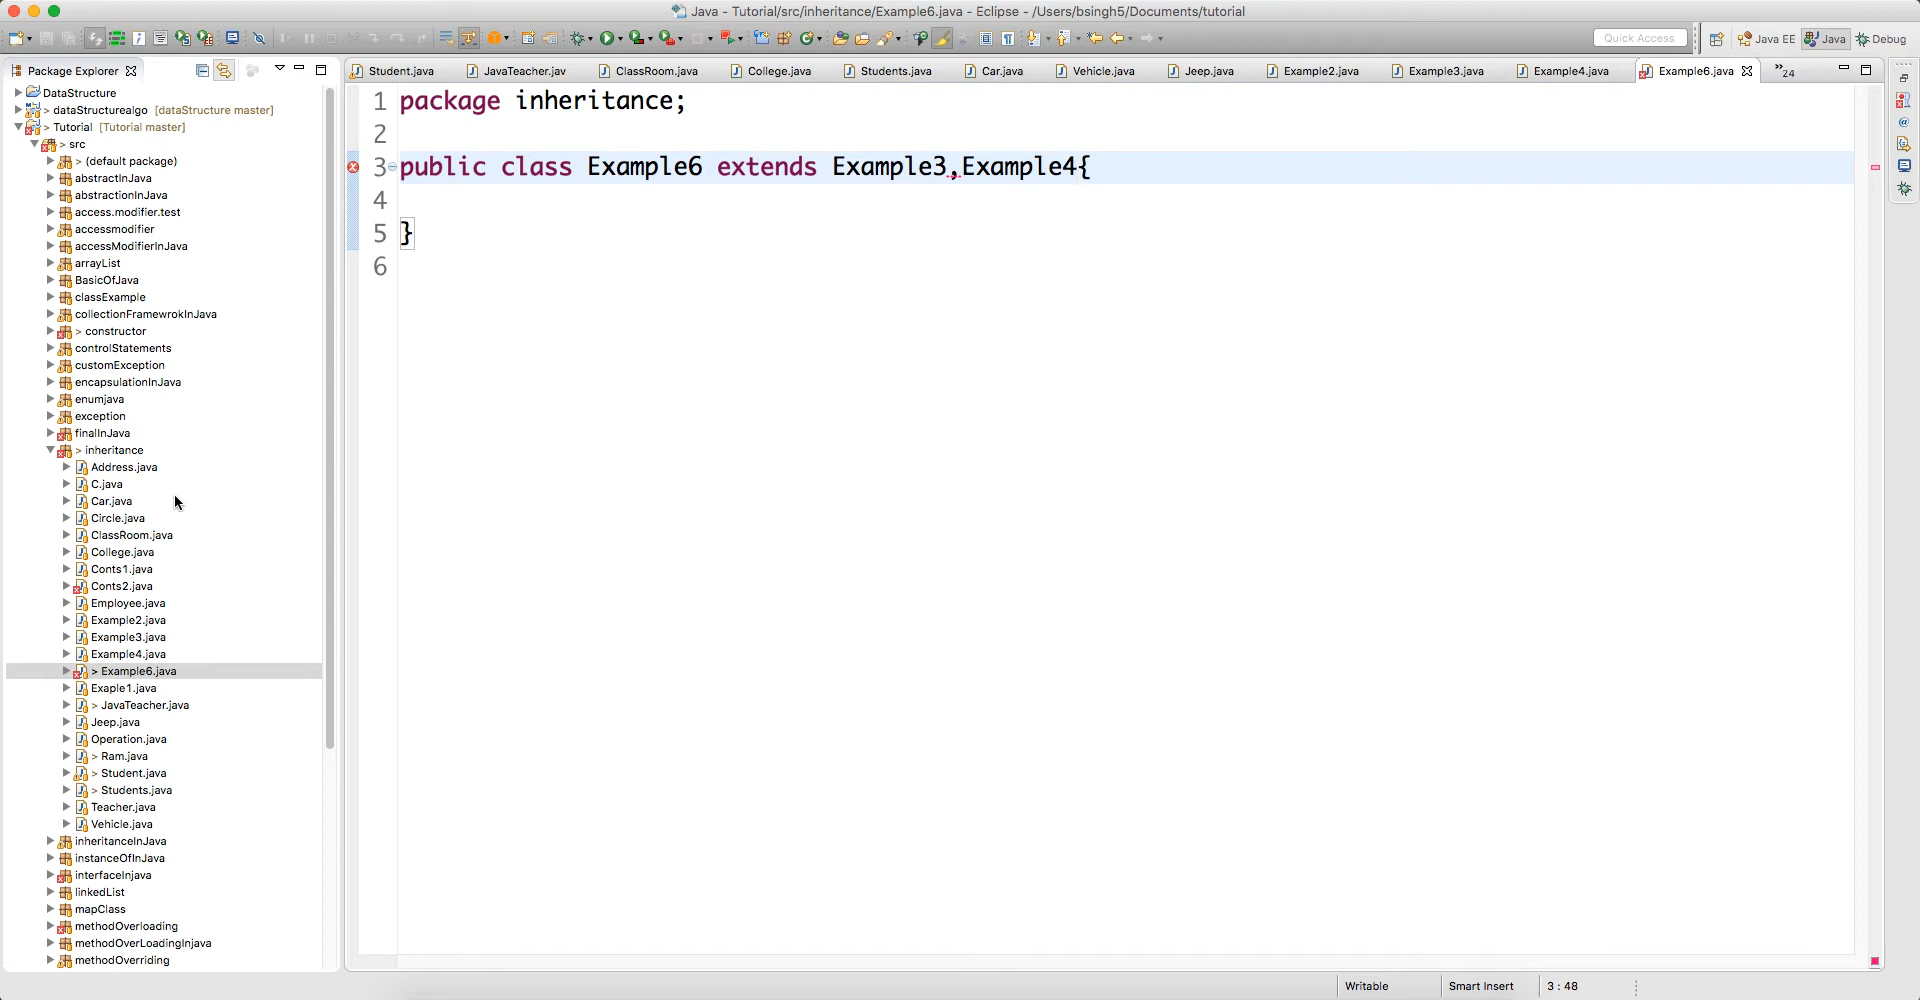 Java - Tutorial/src/inheritance/Example6.java - Eclipse - /Users/bsingh5/Documents/tutorial
Quick Access
Java EE
Java
Debug
Package Explorer
Student.java
JavaTeacher.jav
ClassRoom.java
College.java
Students.java
Car.java
Vehicle.java
Jeep.java
Example2.java
Example3.java
Example4.java
Example6.java
»24
DataStructure
> dataStructurealgo [dataStructure master]
> Tutorial [Tutorial master]
> src
> (default package)
abstractInJava
abstractionInJava
access.modifier.test
accessmodifier
accessModifierInJava
arrayList
BasicOfJava
classExample
collectionFramewrokInJava
> constructor
controlStatements
customException
encapsulationInJava
enumjava
exception
finalInJava
> inheritance
Address.java
C.java
Car.java
Circle.java
ClassRoom.java
College.java
Conts1.java
Conts2.java
Employee.java
Example2.java
Example3.java
Example4.java
> Example6.java
Exaple1.java
> JavaTeacher.java
Jeep.java
Operation.java
> Ram.java
> Student.java
> Students.java
Teacher.java
Vehicle.java
inheritanceInJava
instanceOfInJava
interfaceInjava
linkedList
mapClass
methodOverloading
methodOverLoadingInjava
methodOverriding
1 package inheritance;
2
3 public class Example6 extends Example3,Example4{
4
5 }
6
Writable
Smart Insert
3 : 48